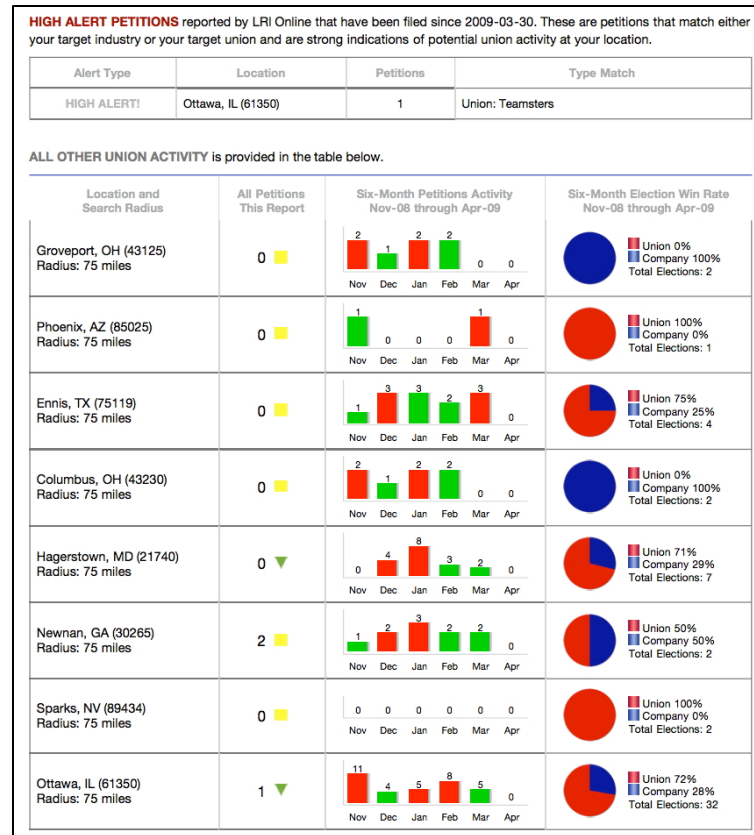 HIGH ALERT PETITIONS reported by LRI Online that have been filed since 2009-03-30. These are petitions that match either
your target industry or your target union and are strong indications of potential union activity at your location.
Alert Type Location Petitions Type Match
HIGH ALERT! Ottawa, IL (61350) 1 Union: Teamsters
ALL OTHER UNION ACTIVITY is provided in the table below.
Location and All Petitions Six-Month Petitions Activity Six-Month Election Win Rate
Search Radius This Report Nov-08 through Apr-09 Nov-08 through Apr-09
Groveport, OH (43125)
Radius: 75 miles
0
2 1 2 2 0 0
Nov Dec Jan Feb Mar Apr
Union 0%
Company 100%
Total Elections: 2
Phoenix, AZ (85025)
Radius: 75 miles
0
1 0 0 0 1 0
Nov Dec Jan Feb Mar Apr
Union 100%
Company 0%
Total Elections: 1
Ennis, TX (75119)
Radius: 75 miles
0
1 3 3 2 3 0
Nov Dec Jan Feb Mar Apr
Union 75%
Company 25%
Total Elections: 4
Columbus, OH (43230)
Radius: 75 miles
0
2 1 2 2 0 0
Nov Dec Jan Feb Mar Apr
Union 0%
Company 100%
Total Elections: 2
Hagerstown, MD (21740)
Radius: 75 miles
0
0 4 8 3 2 0
Nov Dec Jan Feb Mar Apr
Union 71%
Company 29%
Total Elections: 7
Newnan, GA (30265)
Radius: 75 miles
2
1 2 3 2 2 0
Nov Dec Jan Feb Mar Apr
Union 50%
Company 50%
Total Elections: 2
Sparks, NV (89434)
Radius: 75 miles
0
0 0 0 0 0 0
Nov Dec Jan Feb Mar Apr
Union 100%
Company 0%
Total Elections: 2
Ottawa, IL (61350)
Radius: 75 miles
1
11 4 5 8 5 0
Nov Dec Jan Feb Mar Apr
Union 72%
Company 28%
Total Elections: 32